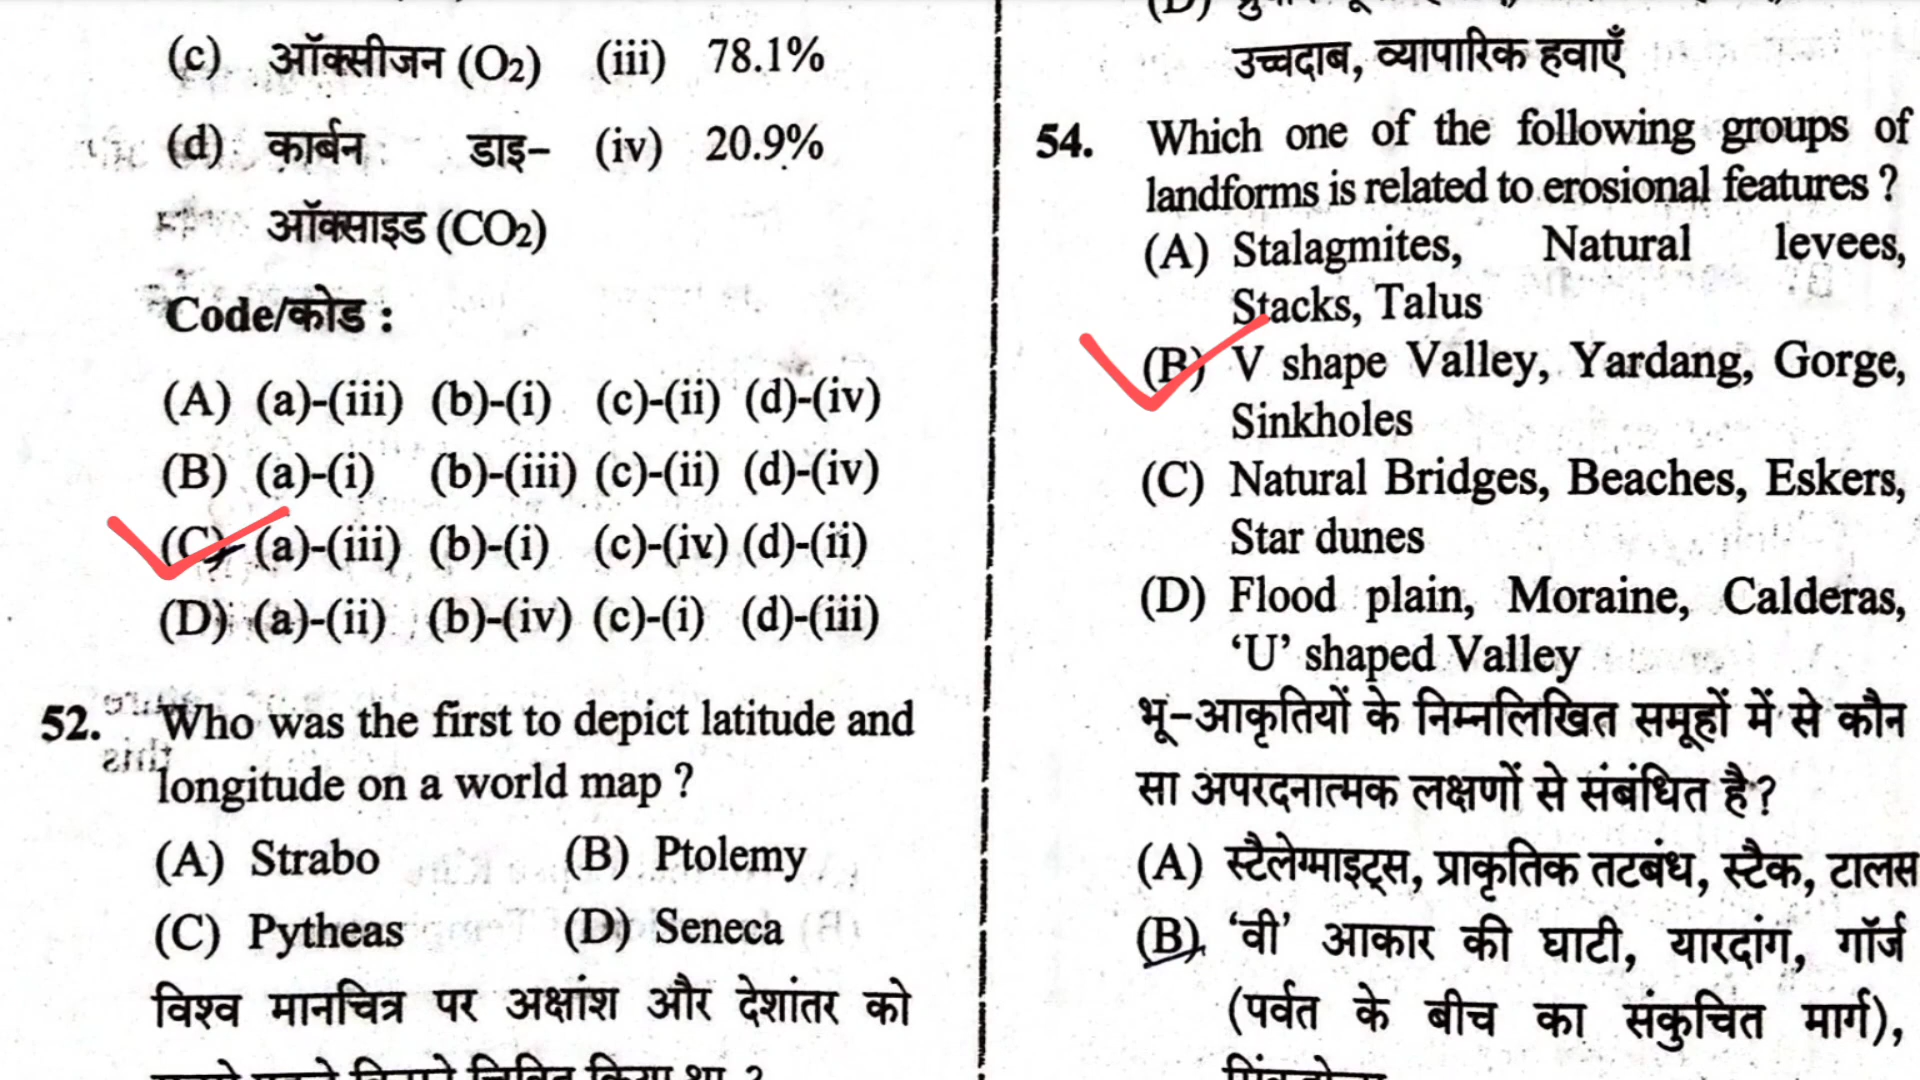 (c) ऑक्सीजन (O2) (iii) 78.1%
(d) कार्बन डाइ- (iv) 20.9%
ऑक्साइड (CO2)
Code/कोड :
(A) (a)-(iii) (b)-(i) (c)-(ii) (d)-(iv)
(B) (a)-(i) (b)-(iii) (c)-(ii) (d)-(iv)
(C) (a)-(iii) (b)-(i) (c)-(iv) (d)-(ii)
(D) (a)-(ii) (b)-(iv) (c)-(i) (d)-(iii)
52. Who was the first to depict latitude and
longitude on a world map ?
(A) Strabo (B) Ptolemy
(C) Pytheas (D) Seneca
विश्व मानचित्र पर अक्षांश और देशांतर को
उच्चदाब, व्यापारिक हवाएँ
54. Which one of the following groups of
landforms is related to erosional features ?
(A) Stalagmites, Natural levees,
Stacks, Talus
(B) V shape Valley, Yardang, Gorge,
Sinkholes
(C) Natural Bridges, Beaches, Eskers,
Star dunes
(D) Flood plain, Moraine, Calderas,
‘U’ shaped Valley
भू-आकृतियों के निम्नलिखित समूहों में से कौन
सा अपरदनात्मक लक्षणों से संबंधित है?
(A) स्टैलेग्माइट्स, प्राकृतिक तटबंध, स्टैक, टालस
(B) ‘वी’ आकार की घाटी, यारदांग, गॉर्ज
(पर्वत के बीच का संकुचित मार्ग),